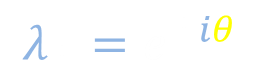 λ = iθ